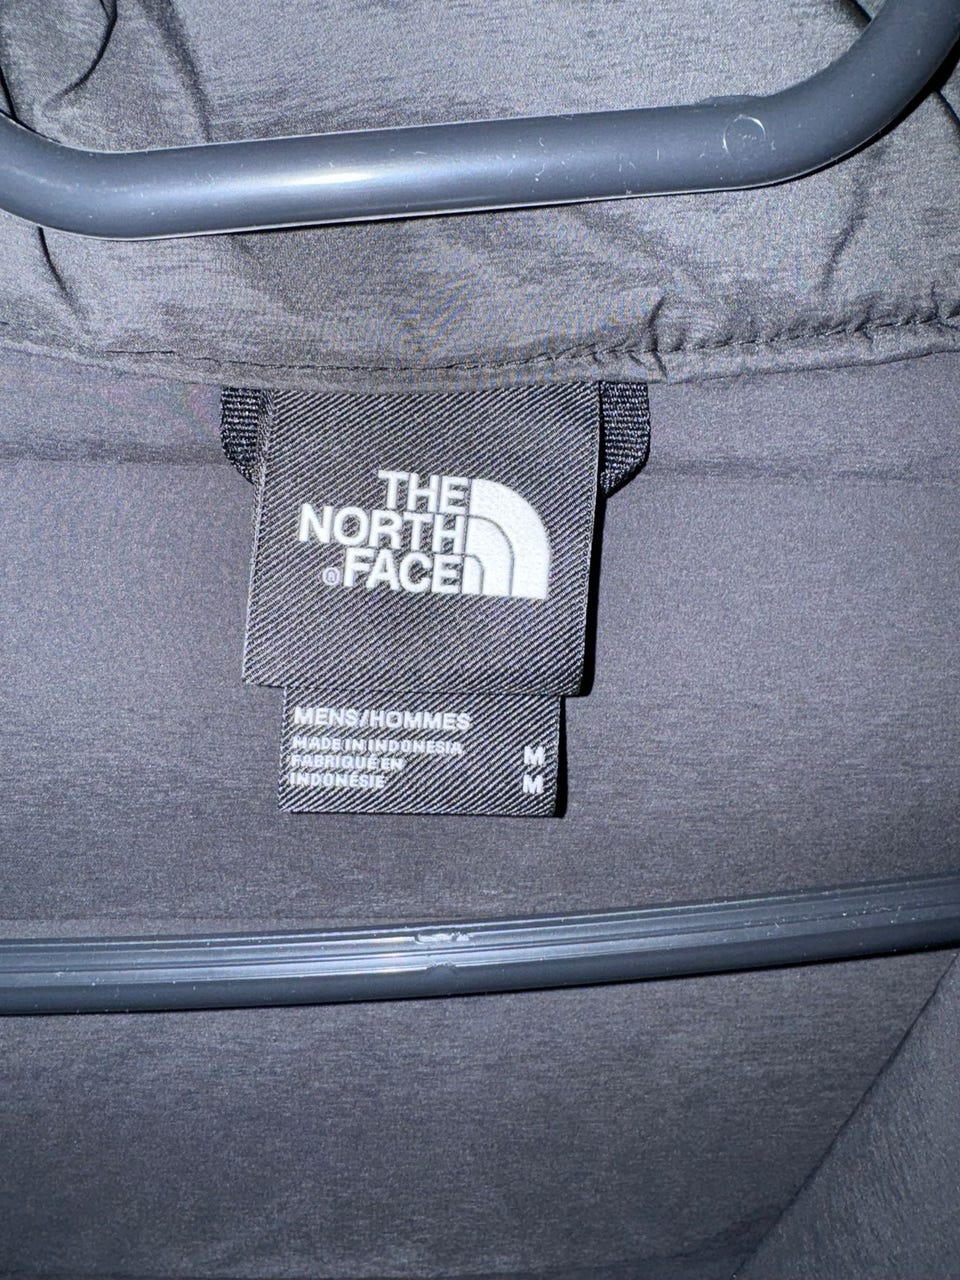 THE
NORTH
®FACE
MENS/HOMMES
MADE IN INDONESIA
FABRIQUÉ EN
INDONÉSIE
M
M